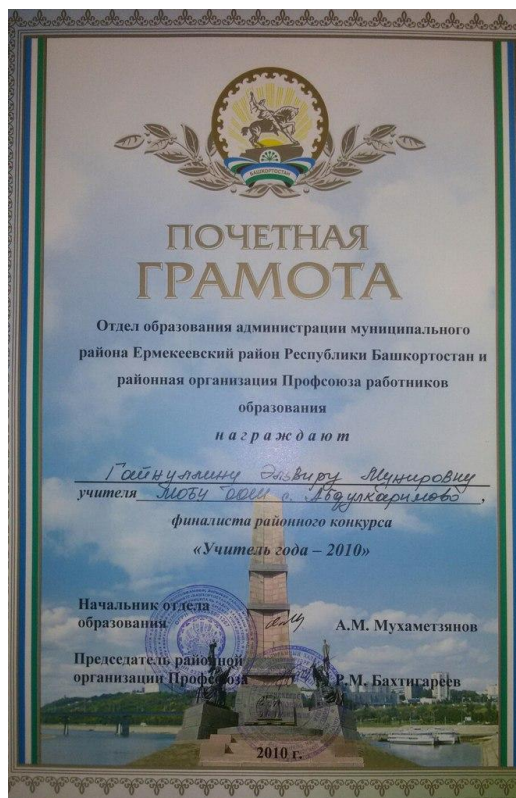 БАШКОРТОСТАН
ПОЧЕТНАЯ
ГРАМОТА
Отдел образования администрации муниципального
района Ермекеевский район Республики Башкортостан и
районная организация Профсоюза работников
образования
награждают
Гайнуллину Эльвиру Мунировну
учителя МОБУ ООШ с. Абдулкаримово,
финалиста районного конкурса
«Учитель года – 2010»
Начальник отдела
образования А.М. Мухаметзянов
Председатель районной
организации Профсоюза Р.М. Бахтигареев
2010 г.